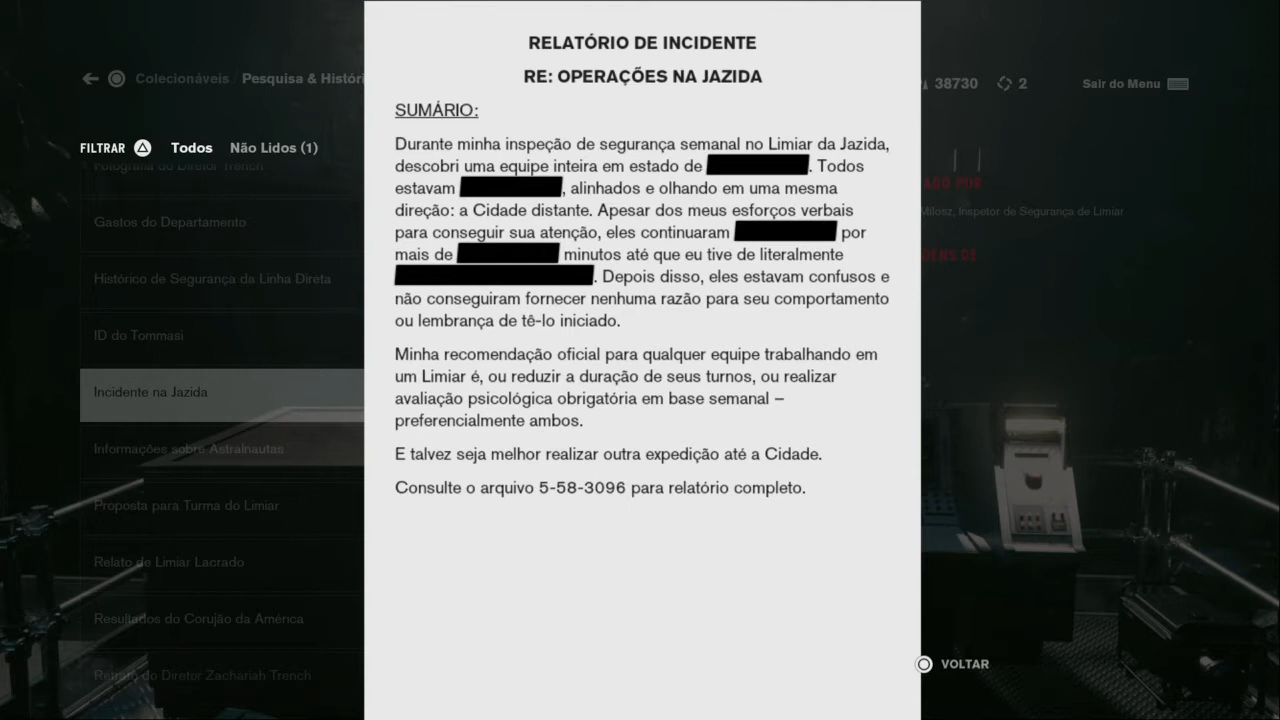 RELATÓRIO DE INCIDENTE
RE: OPERAÇÕES NA JAZIDA
SUMÁRIO:
Durante minha inspeção de segurança semanal no Limiar da Jazida,
descobri uma equipe inteira em estado de . Todos
estavam , alinhados e olhando em uma mesma
direção: a Cidade distante. Apesar dos meus esforços verbais
para conseguir sua atenção, eles continuaram por
mais de minutos até que eu tive de literalmente
. Depois disso, eles estavam confusos e
não conseguiram fornecer nenhuma razão para seu comportamento
ou lembrança de tê-lo iniciado.
Minha recomendação oficial para qualquer equipe trabalhando em
um Limiar é, ou reduzir a duração de seus turnos, ou realizar
avaliação psicológica obrigatória em base semanal –
preferencialmente ambos.
E talvez seja melhor realizar outra expedição até a Cidade.
Consulte o arquivo 5-58-3096 para relatório completo.
Colecionáveis / Pesquisa & Históri
38730 2 Sair do Menu
FILTRAR Todos Não Lidos (1)
Fotografia do Diretor Trench
Gastos do Departamento
Histórico de Segurança da Linha Direta
ID do Tommasi
Incidente na Jazida
Informações sobre Astralnautas
Proposta para Turma do Limiar
Relato de Limiar Lacrado
Resultados do Corujão da América
Retrato do Diretor Zachariah Trench
ADO POR
Milosz, Inspetor de Segurança de Limiar
DENS DE
VOLTAR